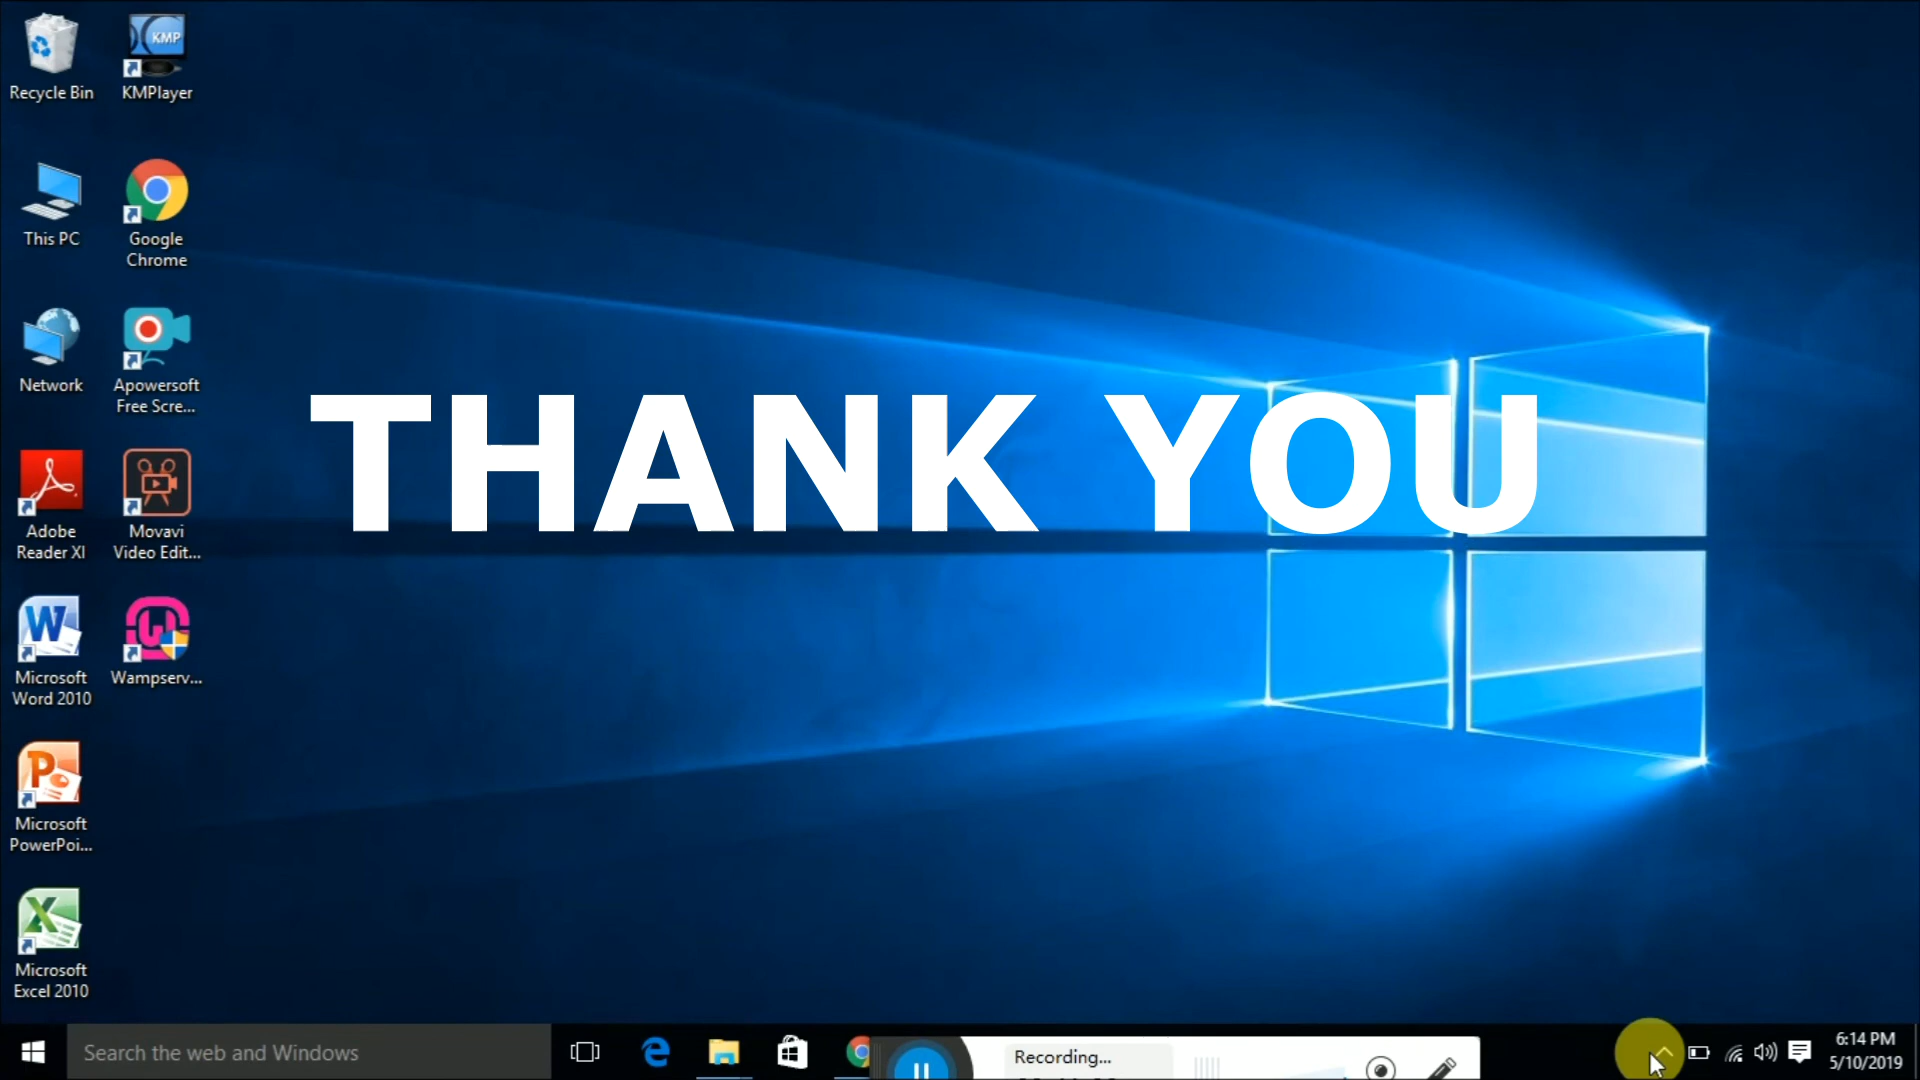 Recycle Bin
KMP
KMPlayer
This PC
Google
Chrome
Network
Apowersoft
Free Scre...
THANK YOU
Adobe
Reader XI
Movavi
Video Edit...
Microsoft
Word 2010
Wampserv...
Microsoft
PowerPoi...
Microsoft
Excel 2010
Search the web and Windows
Recording...
6:14 PM
5/10/2019